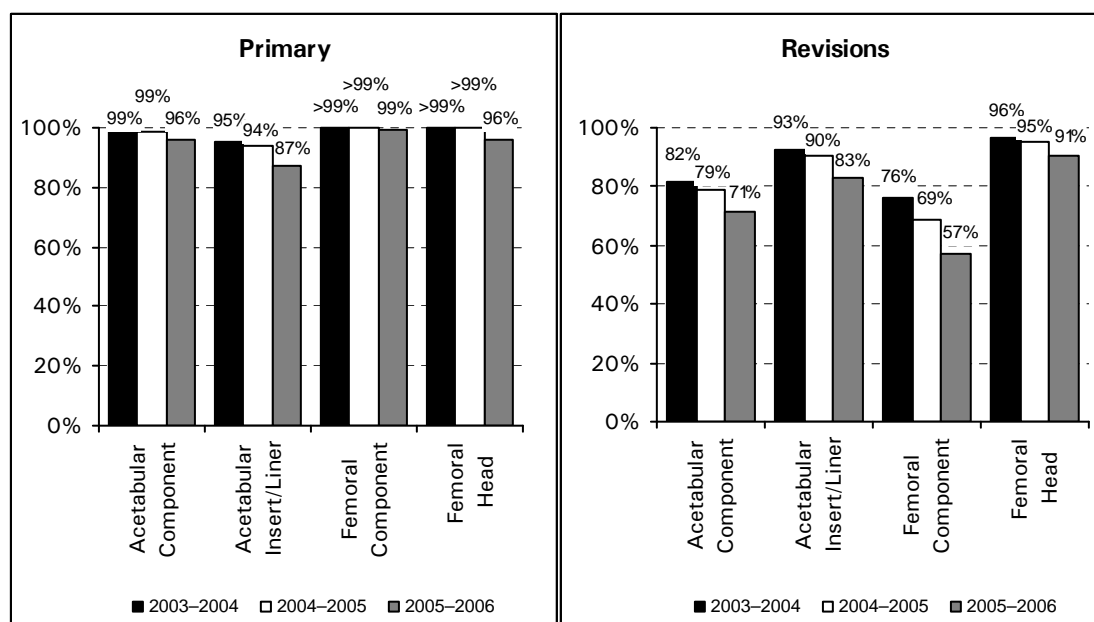 Primary
>99%
>99%
99%
>99%
>99%
99%
96%
95%
94%
99%
96%
87%
100%
80%
60%
40%
20%
0%
Acetabular
Component
Acetabular
Insert/Liner
Femoral
Component
Femoral
Head
2003–2004
2004–2005
2005–2006
Revisions
96%
95%
93%
90%
91%
82%
79%
83%
76%
71%
69%
57%
100%
80%
60%
40%
20%
0%
Acetabular
Component
Acetabular
Insert/Liner
Femoral
Component
Femoral
Head
2003–2004
2004–2005
2005–2006